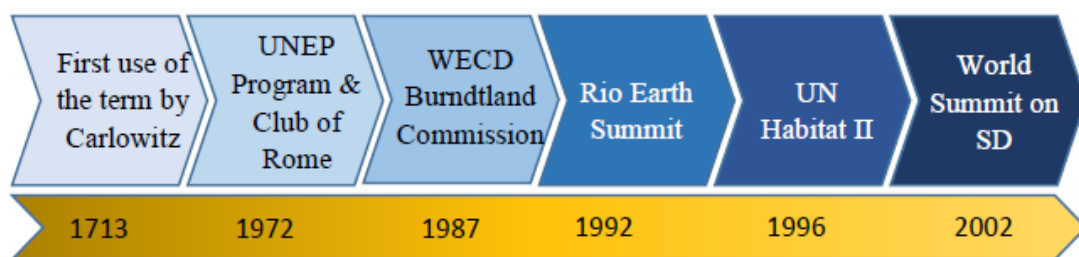 First use of
the term by
Carlowitz
UNEP
Program &
Club of
Rome
WECD
Burndtland
Commission
Rio Earth
Summit
UN
Habitat II
World
Summit on
SD
1713 1972 1987 1992 1996 2002